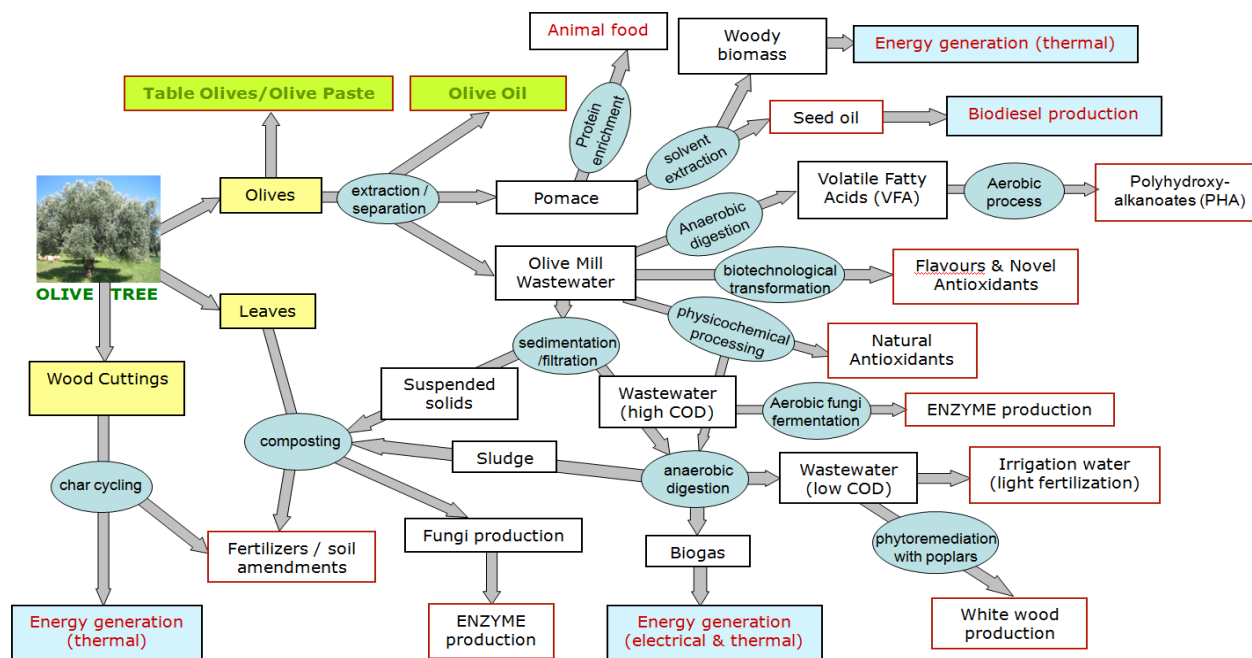 Animal food
Woody
biomass
Energy generation (thermal)
Table Olives/Olive Paste
Olive Oil
Protein
enrichment
solvent
extraction
Seed oil
Biodiesel production
Olives
extraction /
separation
Pomace
Anaerobic
digestion
Volatile Fatty
Acids (VFA)
Aerobic
process
Polyhydroxy-
alkanoates (PHA)
OLIVE TREE
Leaves
Olive Mill
Wastewater
biotechnological
transformation
Flavours & Novel
Antioxidants
physicochemical
processing
Natural
Antioxidants
sedimentation
/filtration
Wood Cuttings
Suspended
solids
Wastewater
(high COD)
Aerobic fungi
fermentation
ENZYME production
composting
Sludge
anaerobic
digestion
Wastewater
(low COD)
Irrigation water
(light fertilization)
char cycling
Fertilizers / soil
amendments
Fungi production
Biogas
phytoremediation
with poplars
Energy generation
(thermal)
ENZYME
production
Energy generation
(electrical & thermal)
White wood
production